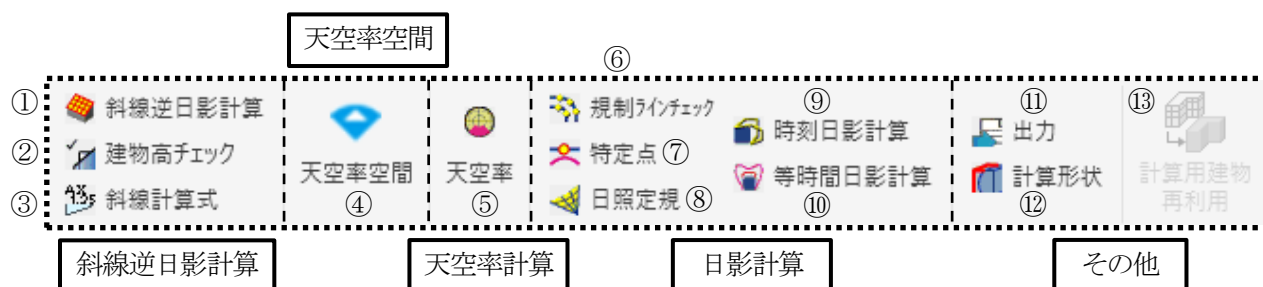 天空率空間
⑥
① 斜線逆日影計算
② 建物高チェック
③ 斜線計算式
天空率空間
④
天空率
⑤
規制ラインチェック
特定点 ⑦
日照定規 ⑧
⑨
時刻日影計算
等時間日影計算
⑩
⑪
出力
計算形状
⑫
⑬
計算用建物
再利用
斜線逆日影計算
天空率計算
日影計算
その他